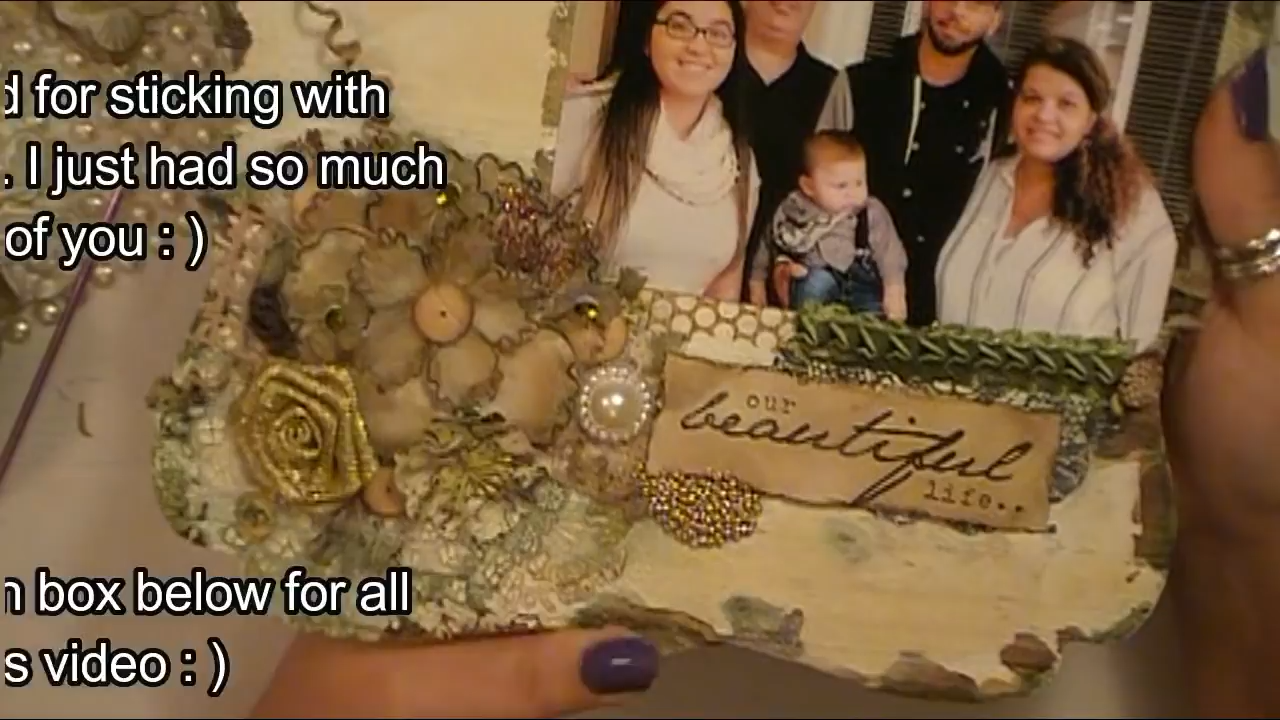 d for sticking with
. I just had so much
of you : )
our
beautiful
life..
n box below for all
s video : )